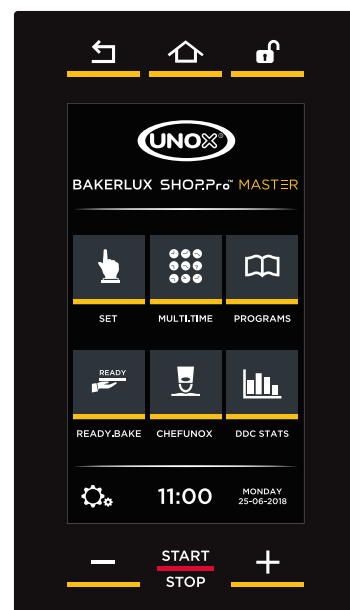 UNOX®
BAKERLUX SHOP.Pro™ MASTER
SET MULTI.TIME PROGRAMS
READY
READY.BAKE CHEFUNOX DDC STATS
11:00
MONDAY
25-06-2018
START
STOP